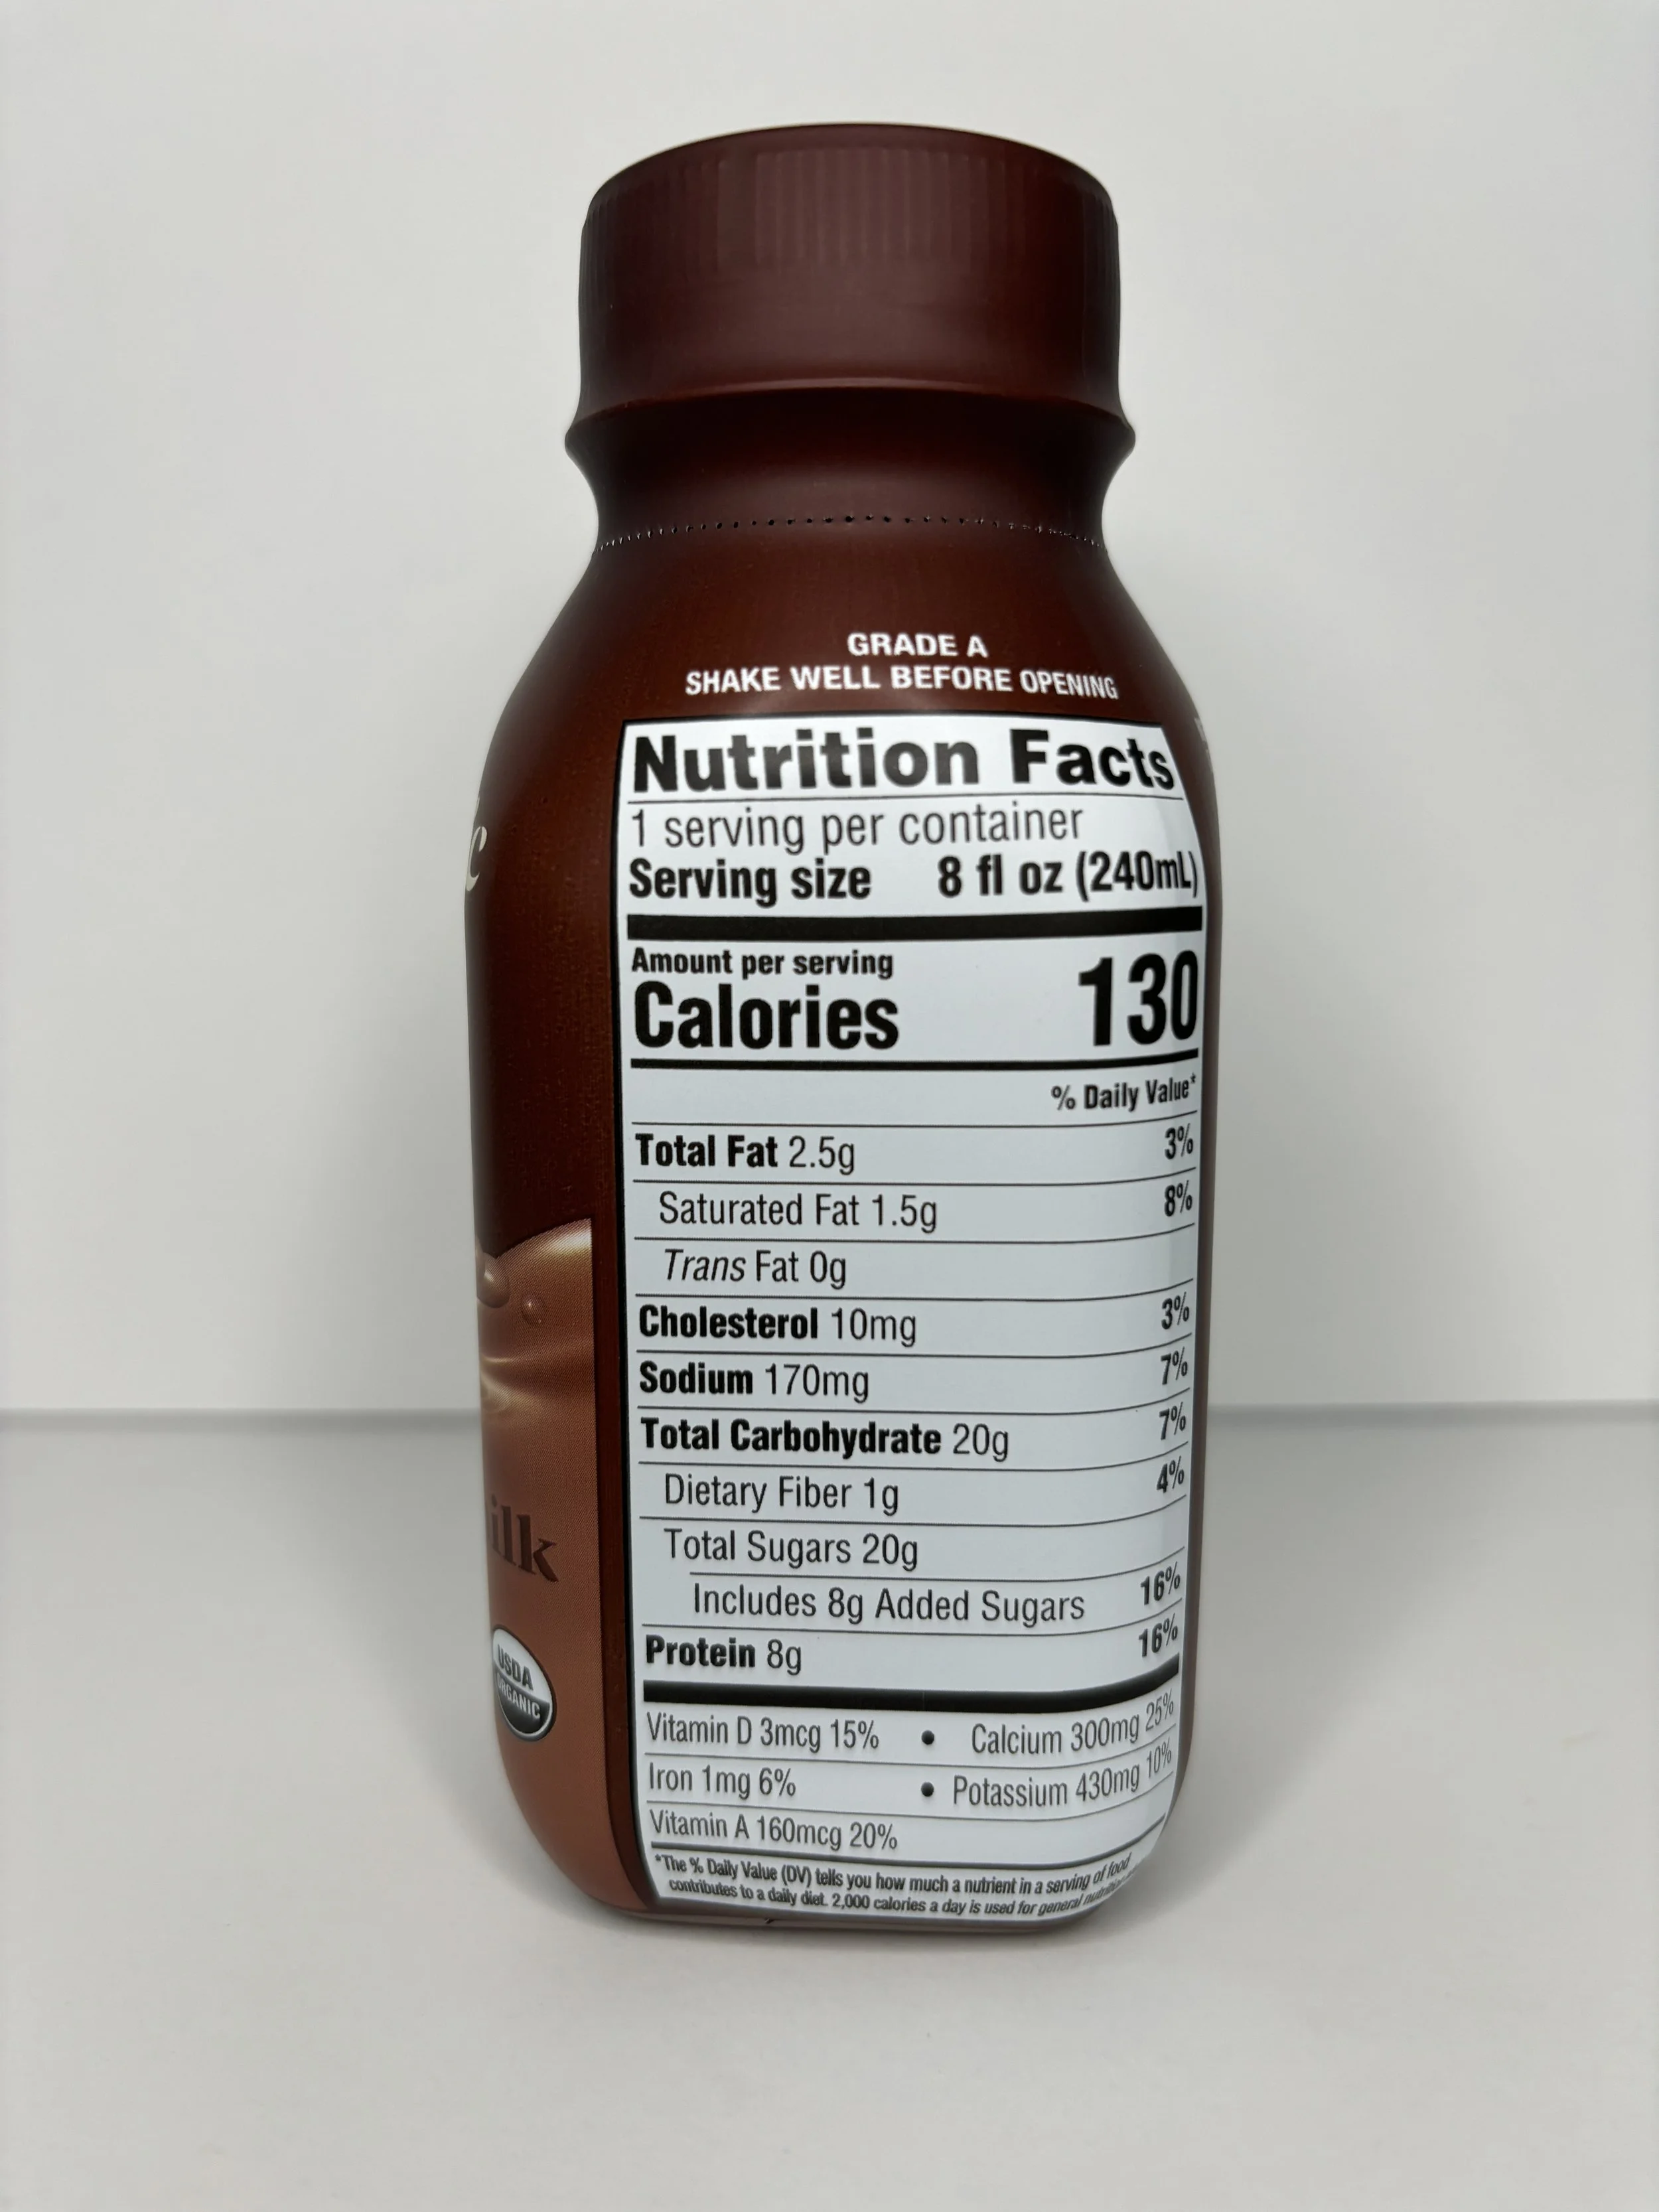 GRADE A
SHAKE WELL BEFORE OPENING
Nutrition Facts
1 serving per container
Serving size 8 fl oz (240mL)
Amount per serving
Calories 130
% Daily Value*
Total Fat 2.5g 3%
Saturated Fat 1.5g 8%
Trans Fat 0g
Cholesterol 10mg 3%
Sodium 170mg 7%
Total Carbohydrate 20g 7%
Dietary Fiber 1g 4%
Total Sugars 20g
Includes 8g Added Sugars 16%
Protein 8g 16%
Vitamin D 3mcg 15% • Calcium 300mg 25%
Iron 1mg 6% • Potassium 430mg 10%
Vitamin A 160mcg 20%
*The % Daily Value (DV) tells you how much a nutrient in a serving of food
contributes to a daily diet. 2,000 calories a day is used for general
c
ilk
USDA
ORGANIC